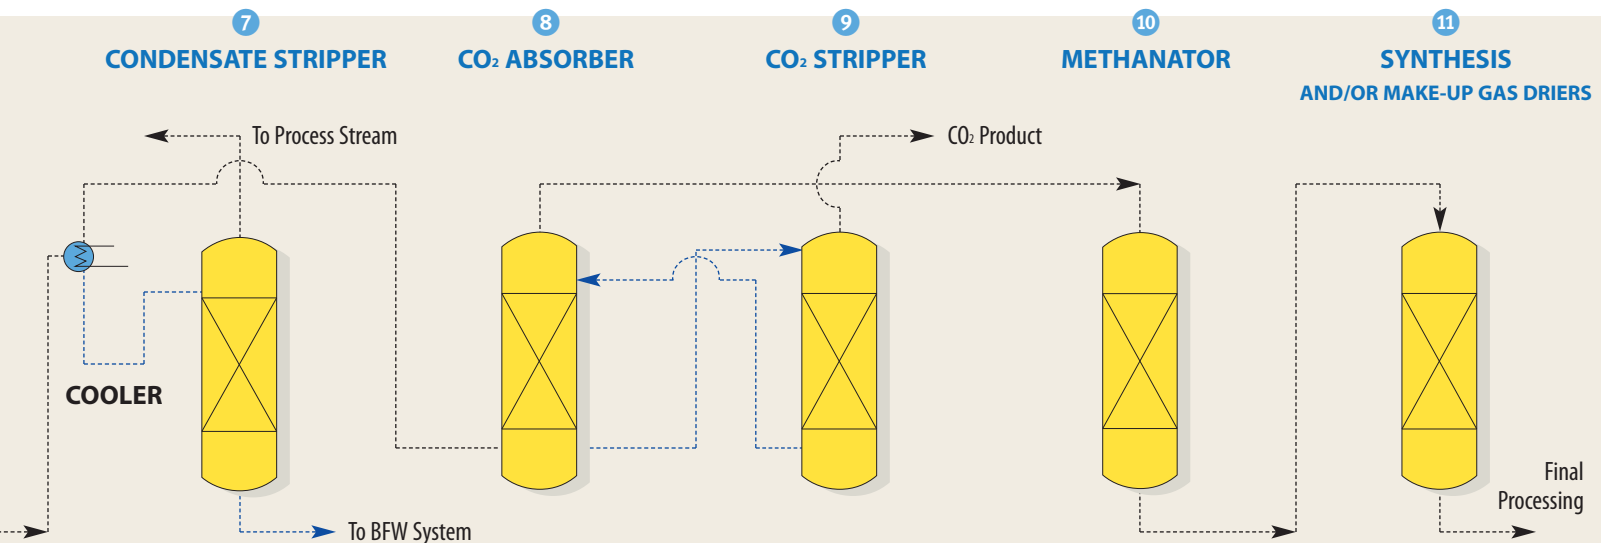 7
CONDENSATE STRIPPER
8
CO₂ ABSORBER
9
CO₂ STRIPPER
10
METHANATOR
11
SYNTHESIS
AND/OR MAKE-UP GAS DRIERS
To Process Stream
CO₂ Product
COOLER
To BFW System
Final
Processing